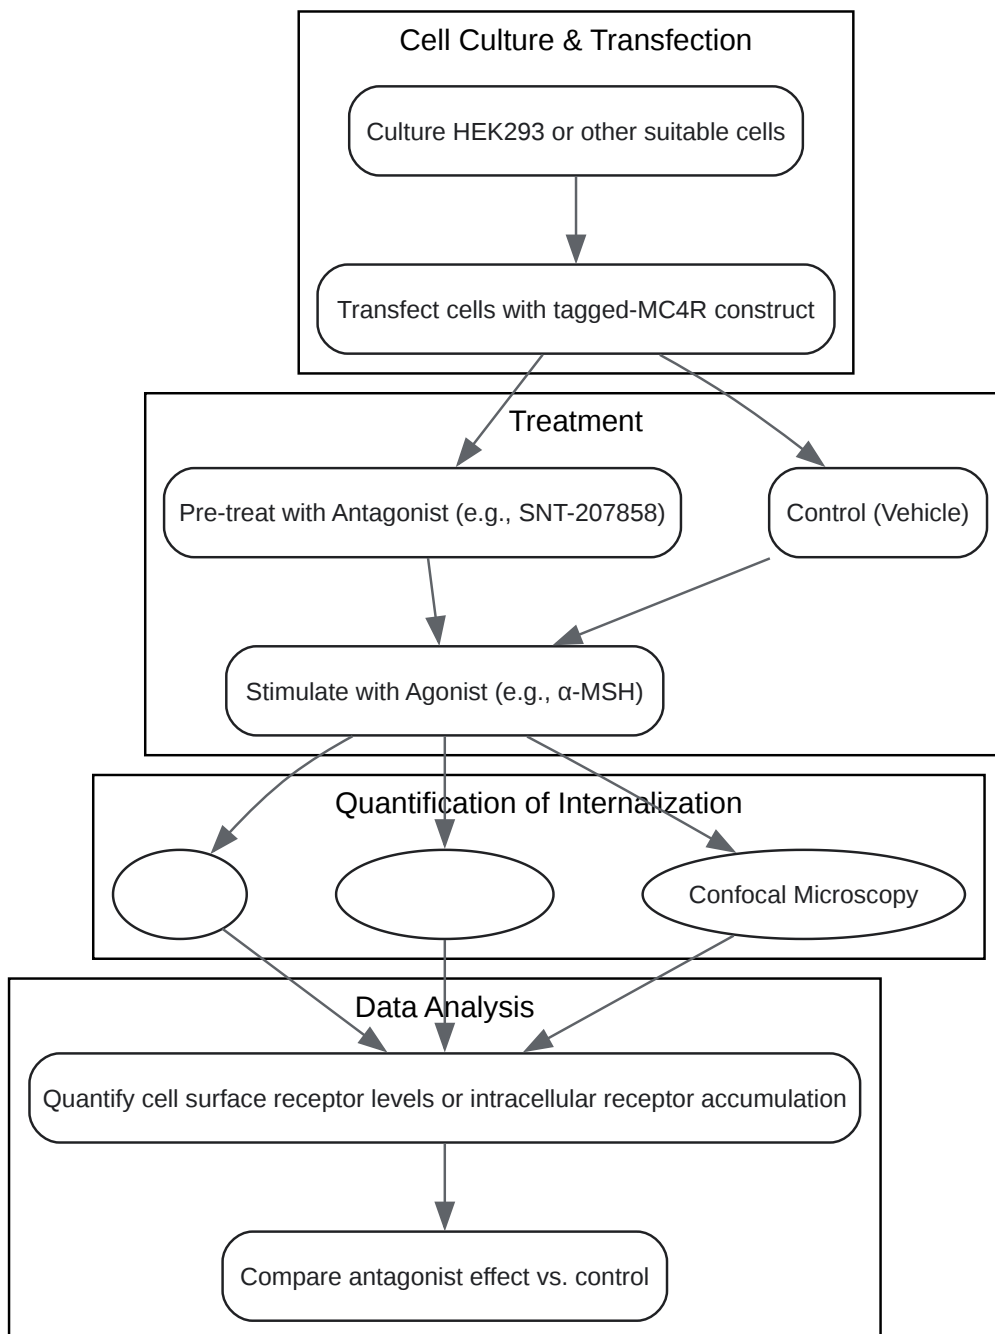 Cell Culture & Transfection
Culture HEK293 or other suitable cells
Transfect cells with tagged-MC4R construct
Treatment
Pre-treat with Antagonist (e.g., SNT-207858)
Control (Vehicle)
Stimulate with Agonist (e.g., α-MSH)
Quantification of Internalization
Confocal Microscopy
Data Analysis
Quantify cell surface receptor levels or intracellular receptor accumulation
Compare antagonist effect vs. control